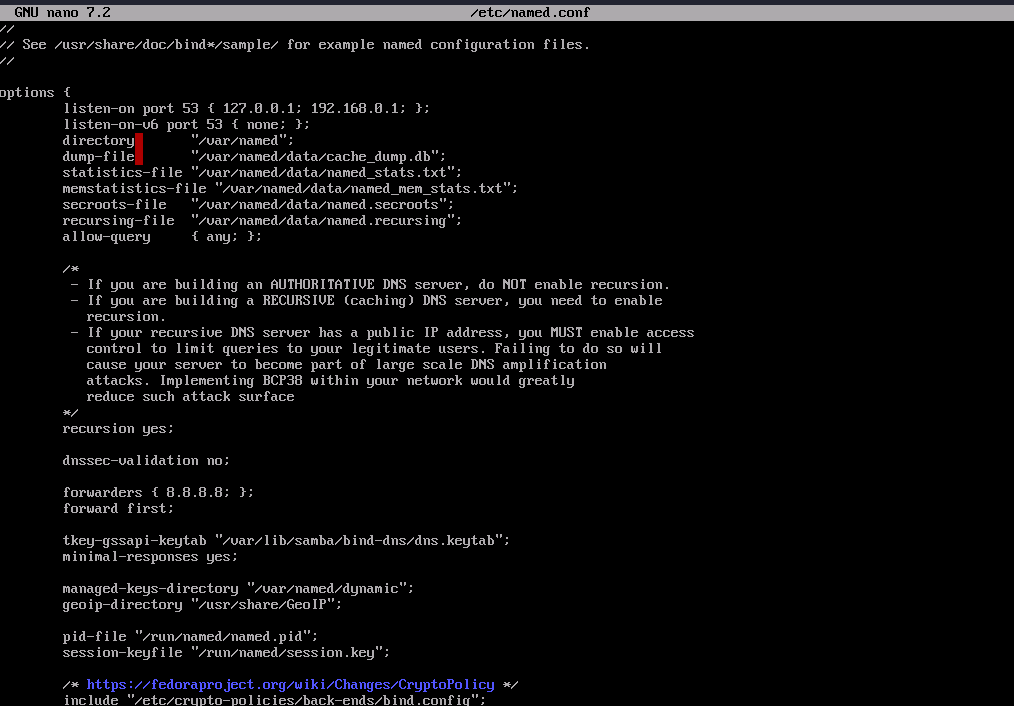 GNU nano 7.2 /etc/named.conf
//
// See /usr/share/doc/bind*/sample/ for example named configuration files.
//
options {
listen-on port 53 { 127.0.0.1; 192.168.0.1; };
listen-on-v6 port 53 { none; };
directory "/var/named";
dump-file "/var/named/data/cache_dump.db";
statistics-file "/var/named/data/named_stats.txt";
memstatistics-file "/var/named/data/named_mem_stats.txt";
secroots-file "/var/named/data/named.secroots";
recursing-file "/var/named/data/named.recursing";
allow-query { any; };
/*
- If you are building an AUTHORITATIVE DNS server, do NOT enable recursion.
- If you are building a RECURSIVE (caching) DNS server, you need to enable
recursion.
- If your recursive DNS server has a public IP address, you MUST enable access
control to limit queries to your legitimate users. Failing to do so will
cause your server to become part of large scale DNS amplification
attacks. Implementing BCP38 within your network would greatly
reduce such attack surface
*/
recursion yes;
dnssec-validation no;
forwarders { 8.8.8.8; };
forward first;
tkey-gssapi-keytab "/var/lib/samba/bind-dns/dns.keytab";
minimal-responses yes;
managed-keys-directory "/var/named/dynamic";
geoip-directory "/usr/share/GeoIP";
pid-file "/run/named/named.pid";
session-keyfile "/run/named/session.key";
/* https://fedoraproject.org/wiki/Changes/CryptoPolicy */
include "/etc/crypto-policies/back-ends/bind.config";